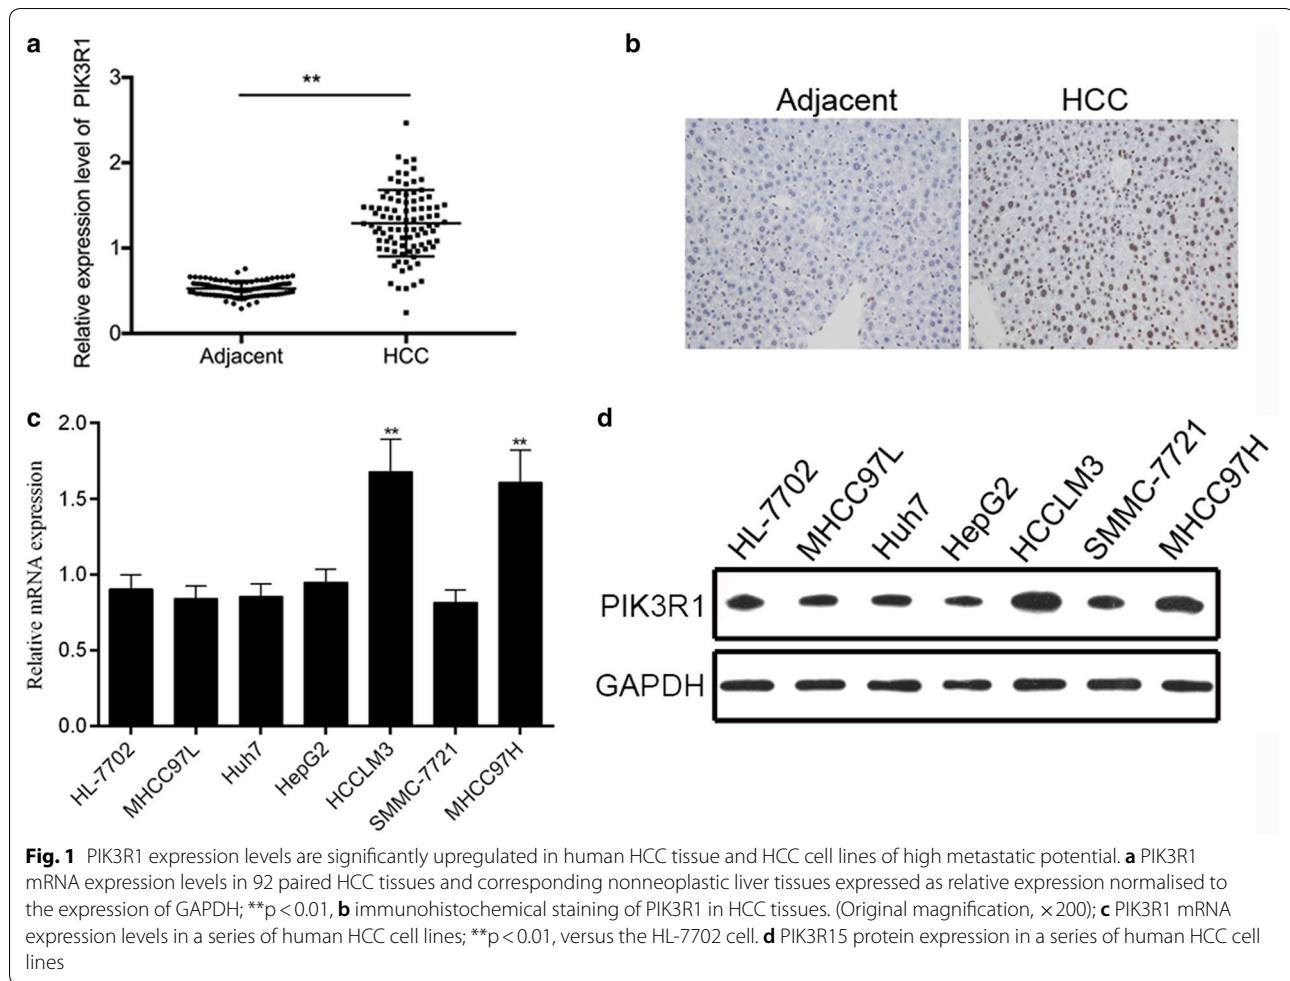 a
Relative expression level of PIK3R1
3
2
1
0
**
Adjacent
HCC
b
Adjacent
HCC
c
Relative mRNA expression
2.0
1.5
1.0
0.5
0.0
**
**
HL-7702
MHCC97L
Huh7
HepG2
HCCLM3
SMMC-7721
MHCC97H
d
HL-7702
MHCC97L
Huh7
HepG2
HCCLM3
SMMC-7721
MHCC97H
PIK3R1
GAPDH
Fig. 1 PIK3R1 expression levels are significantly upregulated in human HCC tissue and HCC cell lines of high metastatic potential. a PIK3R1
mRNA expression levels in 92 paired HCC tissues and corresponding nonneoplastic liver tissues expressed as relative expression normalised to
the expression of GAPDH; **p < 0.01, b immunohistochemical staining of PIK3R1 in HCC tissues. (Original magnification, × 200); c PIK3R1 mRNA
expression levels in a series of human HCC cell lines; **p < 0.01, versus the HL-7702 cell. d PIK3R15 protein expression in a series of human HCC cell
lines